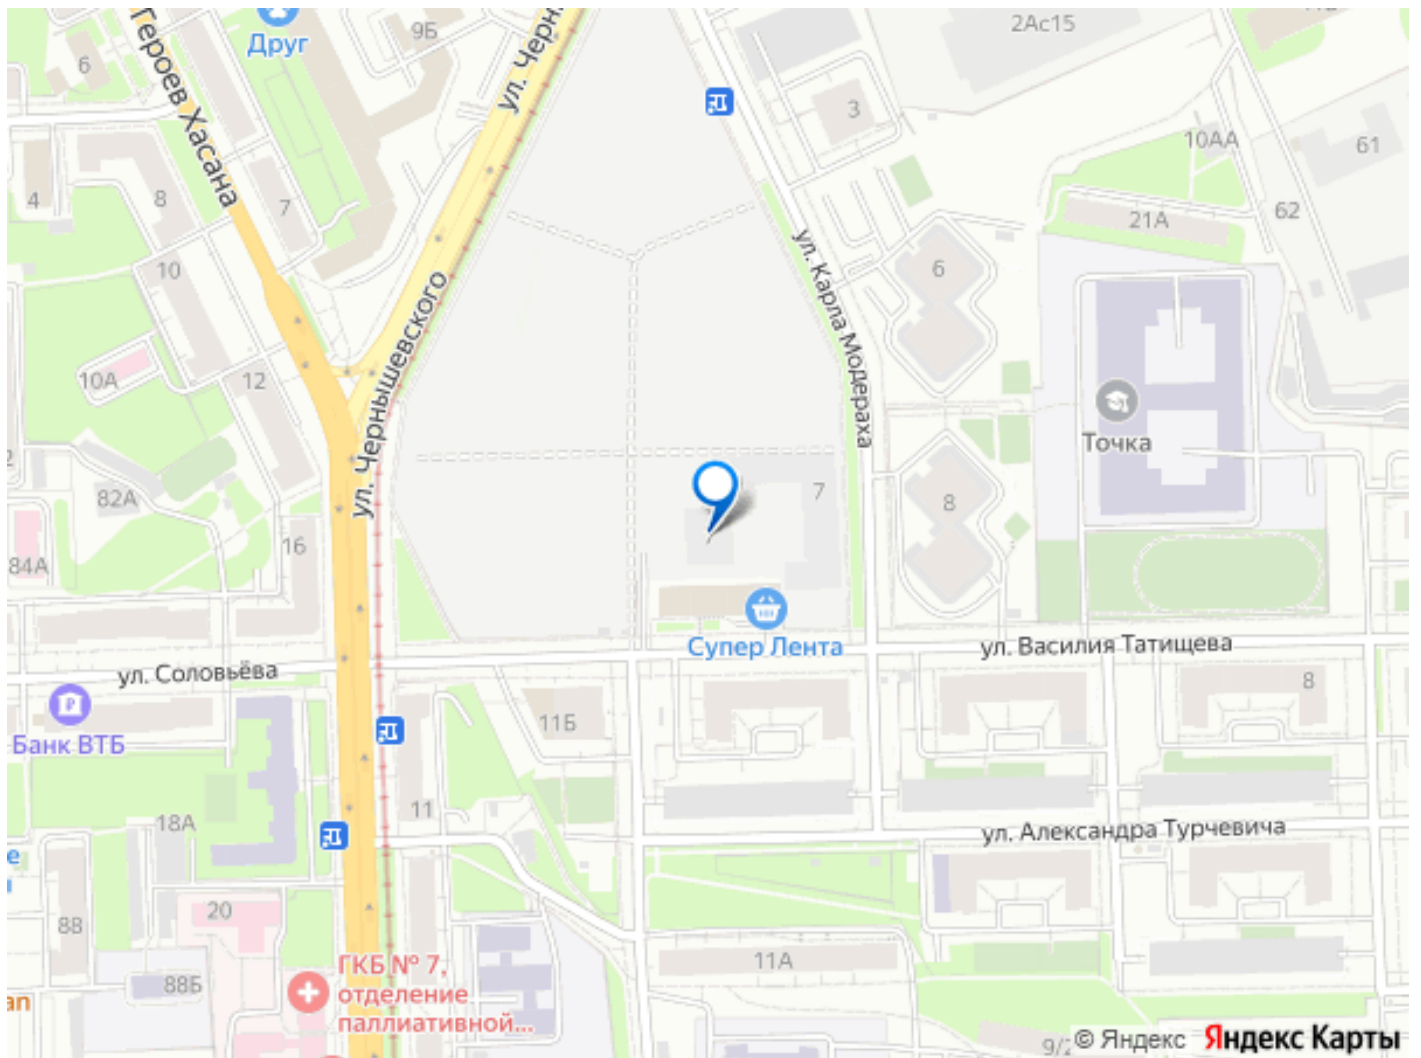 Героев Хасана
Друг
9Б
ул. Черны
2Ас15
6
3
10АА
61
4
8
7
62
21А
ул. Карла Модераха
6
10
ул. Чернышевского
10А
12
Точка
82А
7
8
16
84А
Супер Лента
ул. Василия Татищева
ул. Соловьёва
8
Банк ВТБ
11Б
11
18А
ул. Александра Турчевича
20
88
ГКБ № 7,
отделение
паллиативной...
11А
88Б
9/2
© Яндекс Яндекс Карты